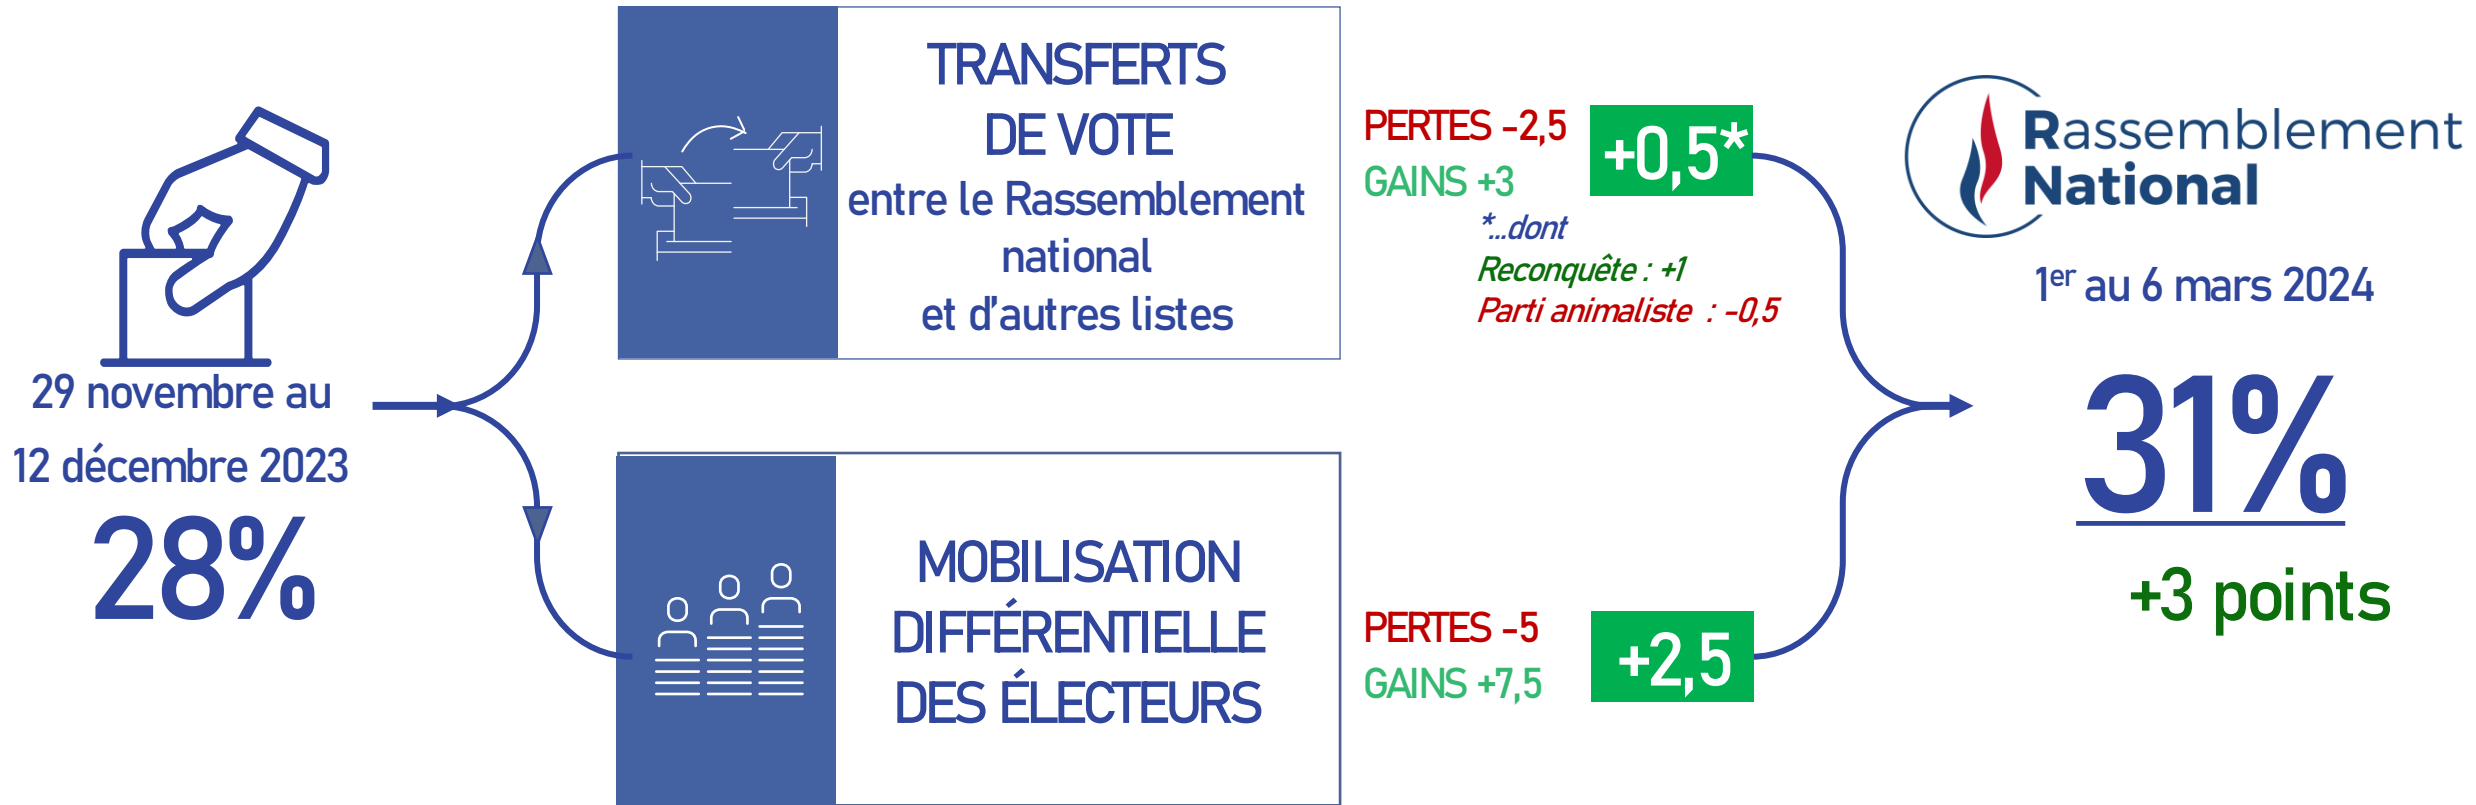 29 novembre au
12 décembre 2023
28%
TRANSFERTS
DE VOTE
entre le Rassemblement
national
et d'autres listes
PERTES -2,5
GAINS +3
+0,5*
*...dont
Reconquête : +1
Parti animaliste : -0,5
MOBILISATION
DIFFÉRENTIELLE
DES ÉLECTEURS
PERTES -5
GAINS +7,5
+2,5
Rassemblement
National
1er au 6 mars 2024
31%
+3 points